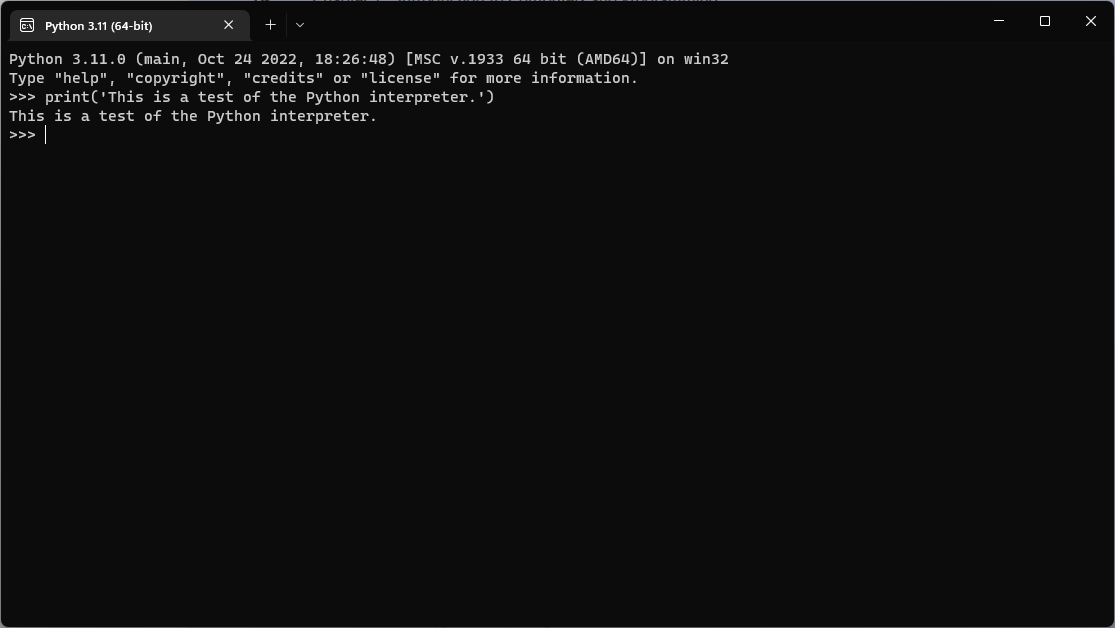 Python 3.11 (64-bit)
Python 3.11.0 (main, Oct 24 2022, 18:26:48) [MSC v.1933 64 bit (AMD64)] on win32
Type "help", "copyright", "credits" or "license" for more information.
>>> print('This is a test of the Python interpreter.')
This is a test of the Python interpreter.
>>>